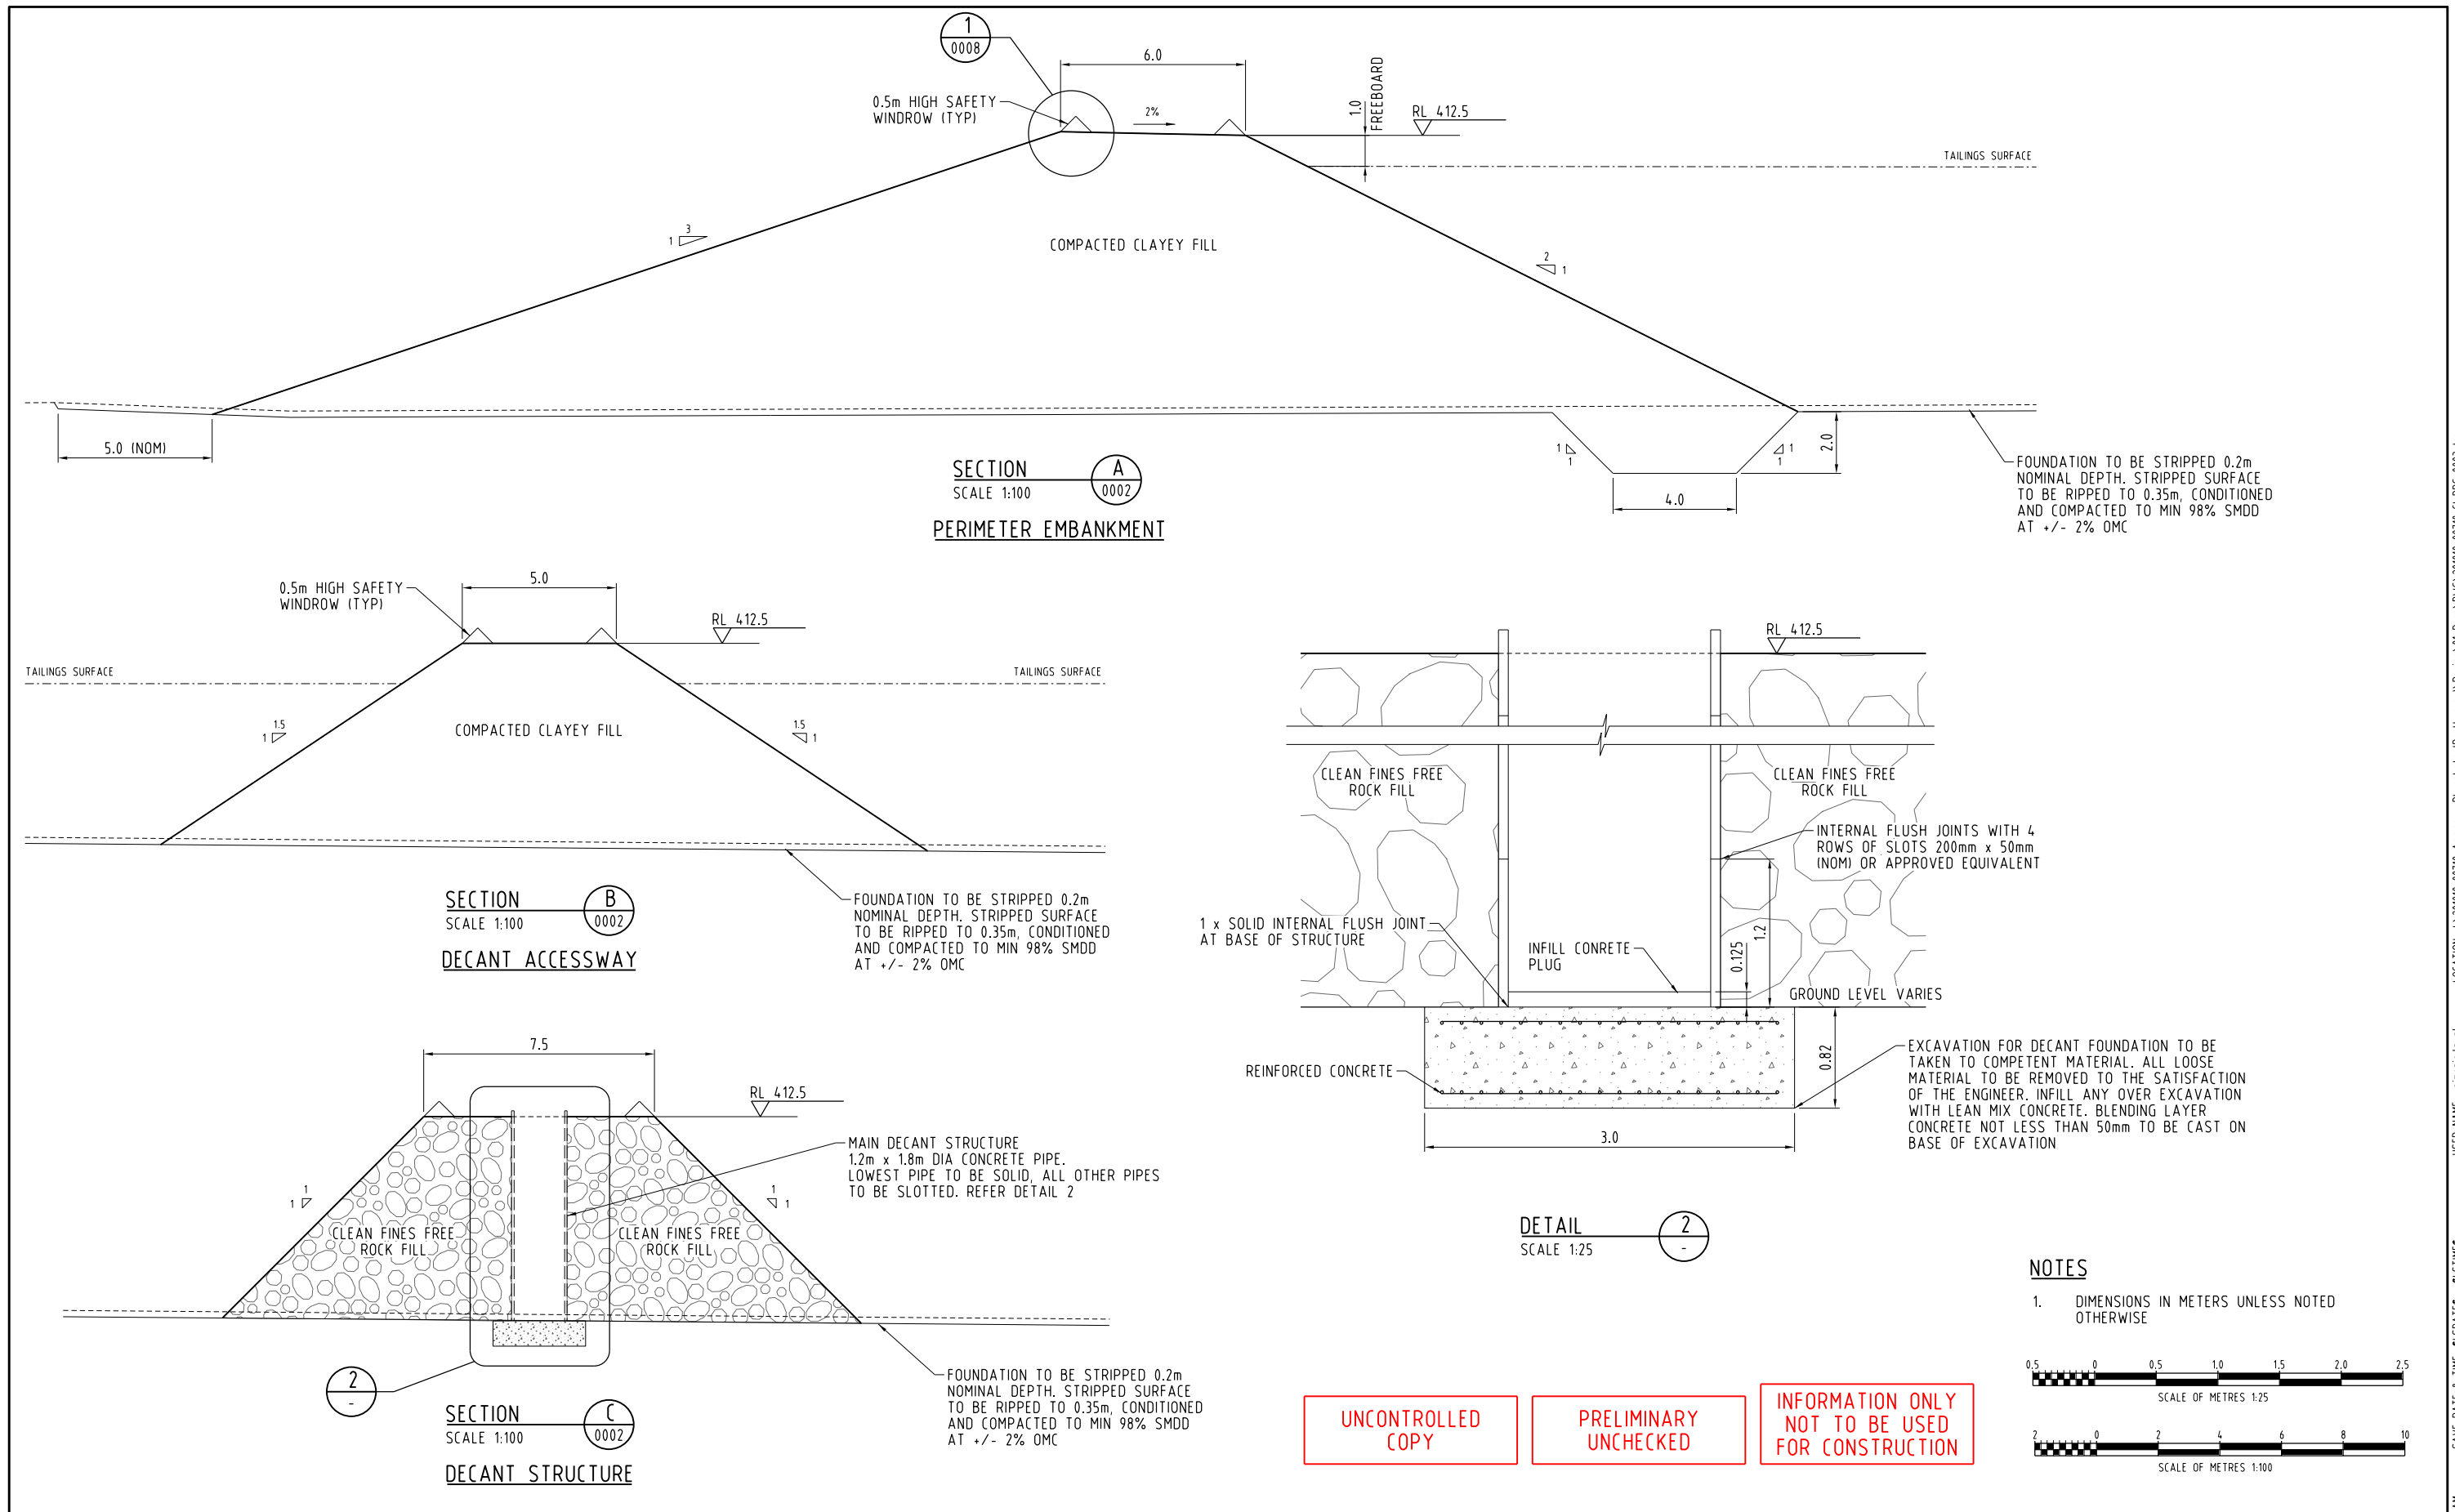 1
0008
6.0
0.5m HIGH SAFETY
WINDROW (TYP)
2%
1.0
FREEBOARD
RL 412.5
TAILINGS SURFACE
3
1
COMPACTED CLAYEY FILL
2
1
5.0 (NOM)
1
1
1
1
2.0
4.0
FOUNDATION TO BE STRIPPED 0.2m
NOMINAL DEPTH. STRIPPED SURFACE
TO BE RIPPED TO 0.35m, CONDITIONED
AND COMPACTED TO MIN 98% SMDD
AT +/- 2% OMC
SECTION
SCALE 1:100
A
0002
PERIMETER EMBANKMENT
0.5m HIGH SAFETY
WINDROW (TYP)
5.0
RL 412.5
TAILINGS SURFACE
TAILINGS SURFACE
1.5
1
COMPACTED CLAYEY FILL
1.5
1
SECTION
SCALE 1:100
B
0002
DECANT ACCESSWAY
FOUNDATION TO BE STRIPPED 0.2m
NOMINAL DEPTH. STRIPPED SURFACE
TO BE RIPPED TO 0.35m, CONDITIONED
AND COMPACTED TO MIN 98% SMDD
AT +/- 2% OMC
7.5
RL 412.5
MAIN DECANT STRUCTURE
1.2m x 1.8m DIA CONCRETE PIPE.
LOWEST PIPE TO BE SOLID, ALL OTHER PIPES
TO BE SLOTTED. REFER DETAIL 2
1
1
1
1
CLEAN FINES FREE
ROCK FILL
CLEAN FINES FREE
ROCK FILL
2
-
SECTION
SCALE 1:100
C
0002
DECANT STRUCTURE
FOUNDATION TO BE STRIPPED 0.2m
NOMINAL DEPTH. STRIPPED SURFACE
TO BE RIPPED TO 0.35m, CONDITIONED
AND COMPACTED TO MIN 98% SMDD
AT +/- 2% OMC
RL 412.5
CLEAN FINES FREE
ROCK FILL
CLEAN FINES FREE
ROCK FILL
INTERNAL FLUSH JOINTS WITH 4
ROWS OF SLOTS 200mm x 50mm
(NOM) OR APPROVED EQUIVALENT
1 x SOLID INTERNAL FLUSH JOINT
AT BASE OF STRUCTURE
INFILL CONRETE
PLUG
0.125
1.2
GROUND LEVEL VARIES
REINFORCED CONCRETE
0.82
3.0
EXCAVATION FOR DECANT FOUNDATION TO BE
TAKEN TO COMPETENT MATERIAL. ALL LOOSE
MATERIAL TO BE REMOVED TO THE SATISFACTION
OF THE ENGINEER. INFILL ANY OVER EXCAVATION
WITH LEAN MIX CONCRETE. BLENDING LAYER
CONCRETE NOT LESS THAN 50mm TO BE CAST ON
BASE OF EXCAVATION
DETAIL
SCALE 1:25
2
-
NOTES
1. DIMENSIONS IN METERS UNLESS NOTED
OTHERWISE
0.5 0 0.5 1.0 1.5 2.0 2.5
SCALE OF METRES 1:25
2 0 2 4 6 8 10
SCALE OF METRES 1:100
UNCONTROLLED
COPY
PRELIMINARY
UNCHECKED
INFORMATION ONLY
NOT TO BE USED
FOR CONSTRUCTION